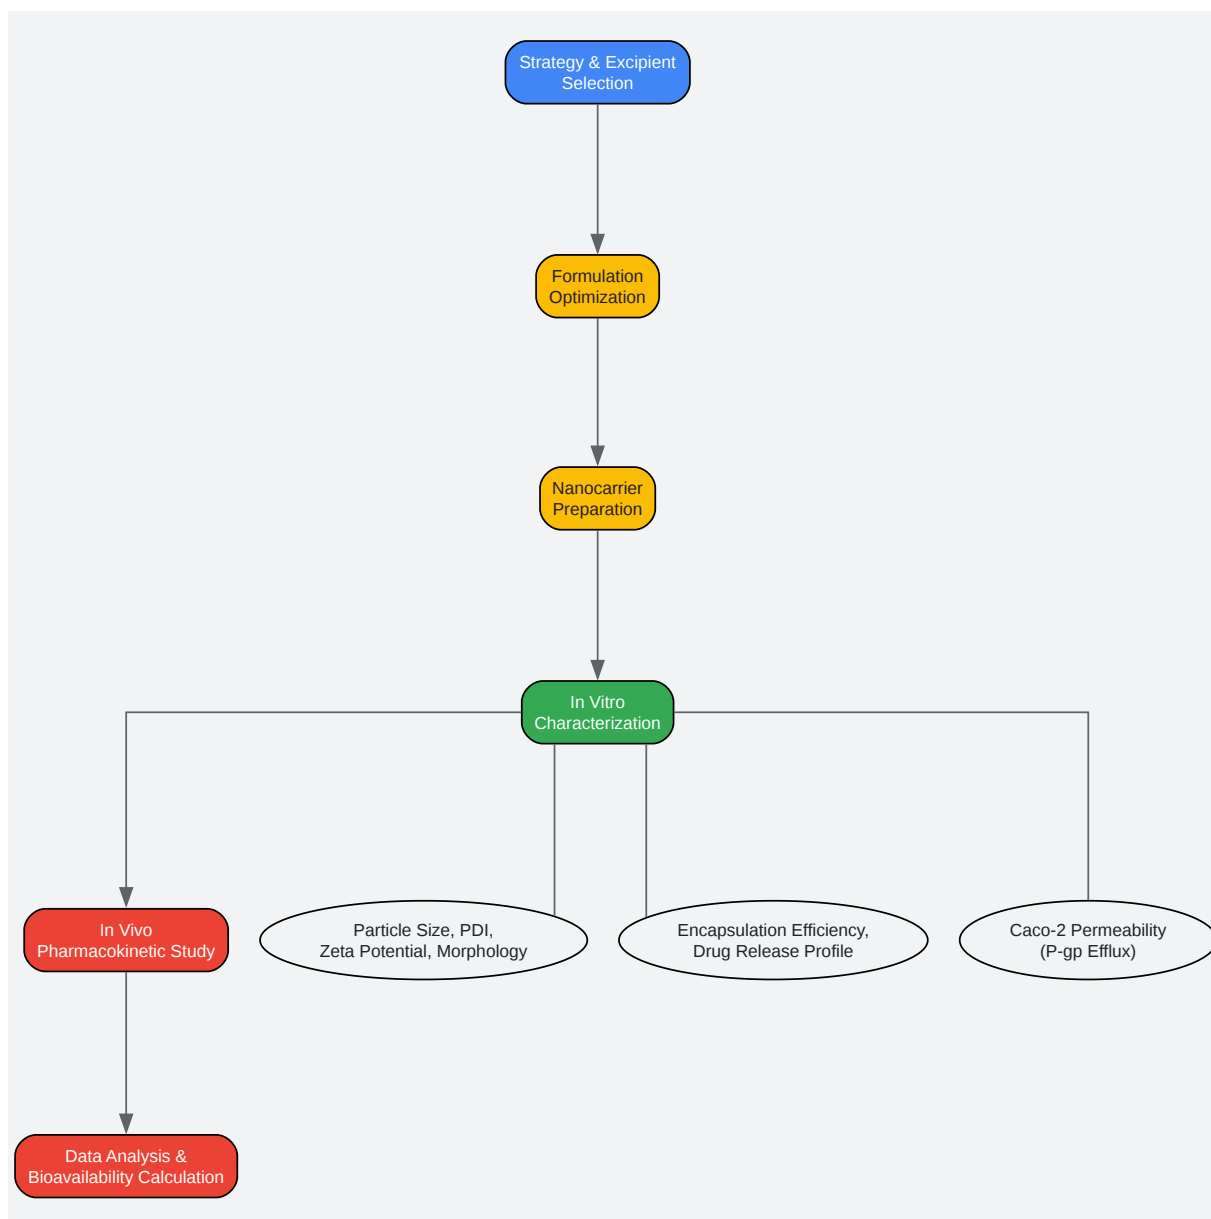 Strategy & Excipient
Selection
Formulation
Optimization
Nanocarrier
Preparation
In Vitro
Characterization
In Vivo
Pharmacokinetic Study
Particle Size, PDI,
Zeta Potential, Morphology
Encapsulation Efficiency,
Drug Release Profile
Caco-2 Permeability
(P-gp Efflux)
Data Analysis &
Bioavailability Calculation